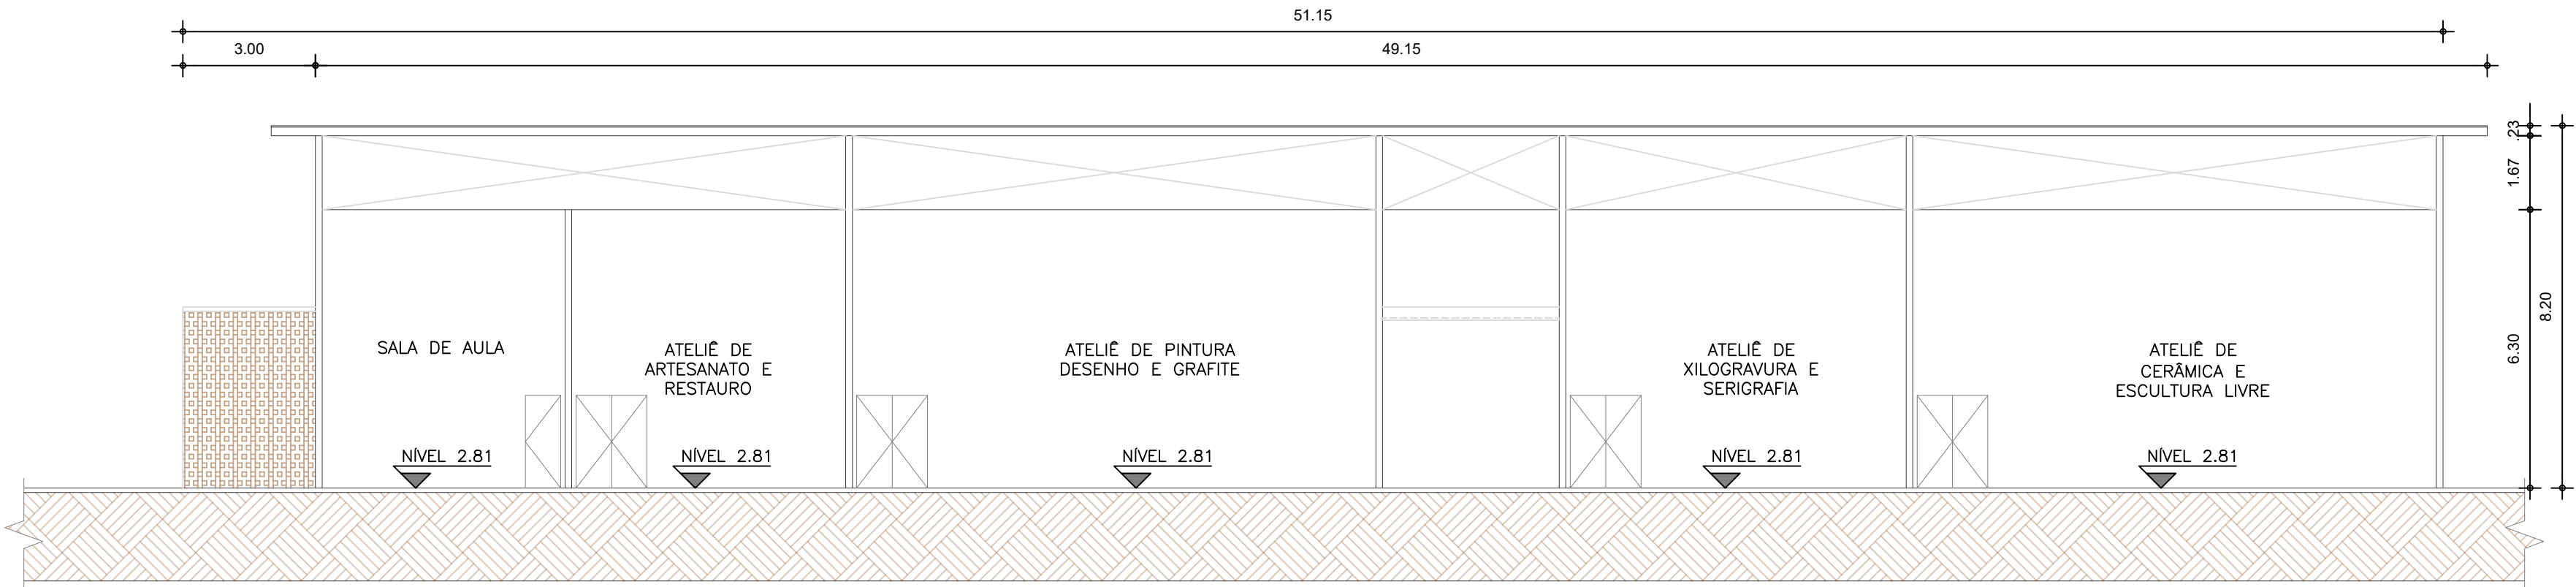 51.15
3.00
49.15
.23
1.67
6.30
8.20
SALA DE AULA
NÍVEL 2.81
ATELIÊ DE
ARTESANATO E
RESTAURO
NÍVEL 2.81
ATELIÊ DE PINTURA
DESENHO E GRAFITE
NÍVEL 2.81
ATELIÊ DE
XILOGRAVURA E
SERIGRAFIA
NÍVEL 2.81
ATELIÊ DE
CERÂMICA E
ESCULTURA LIVRE
NÍVEL 2.81